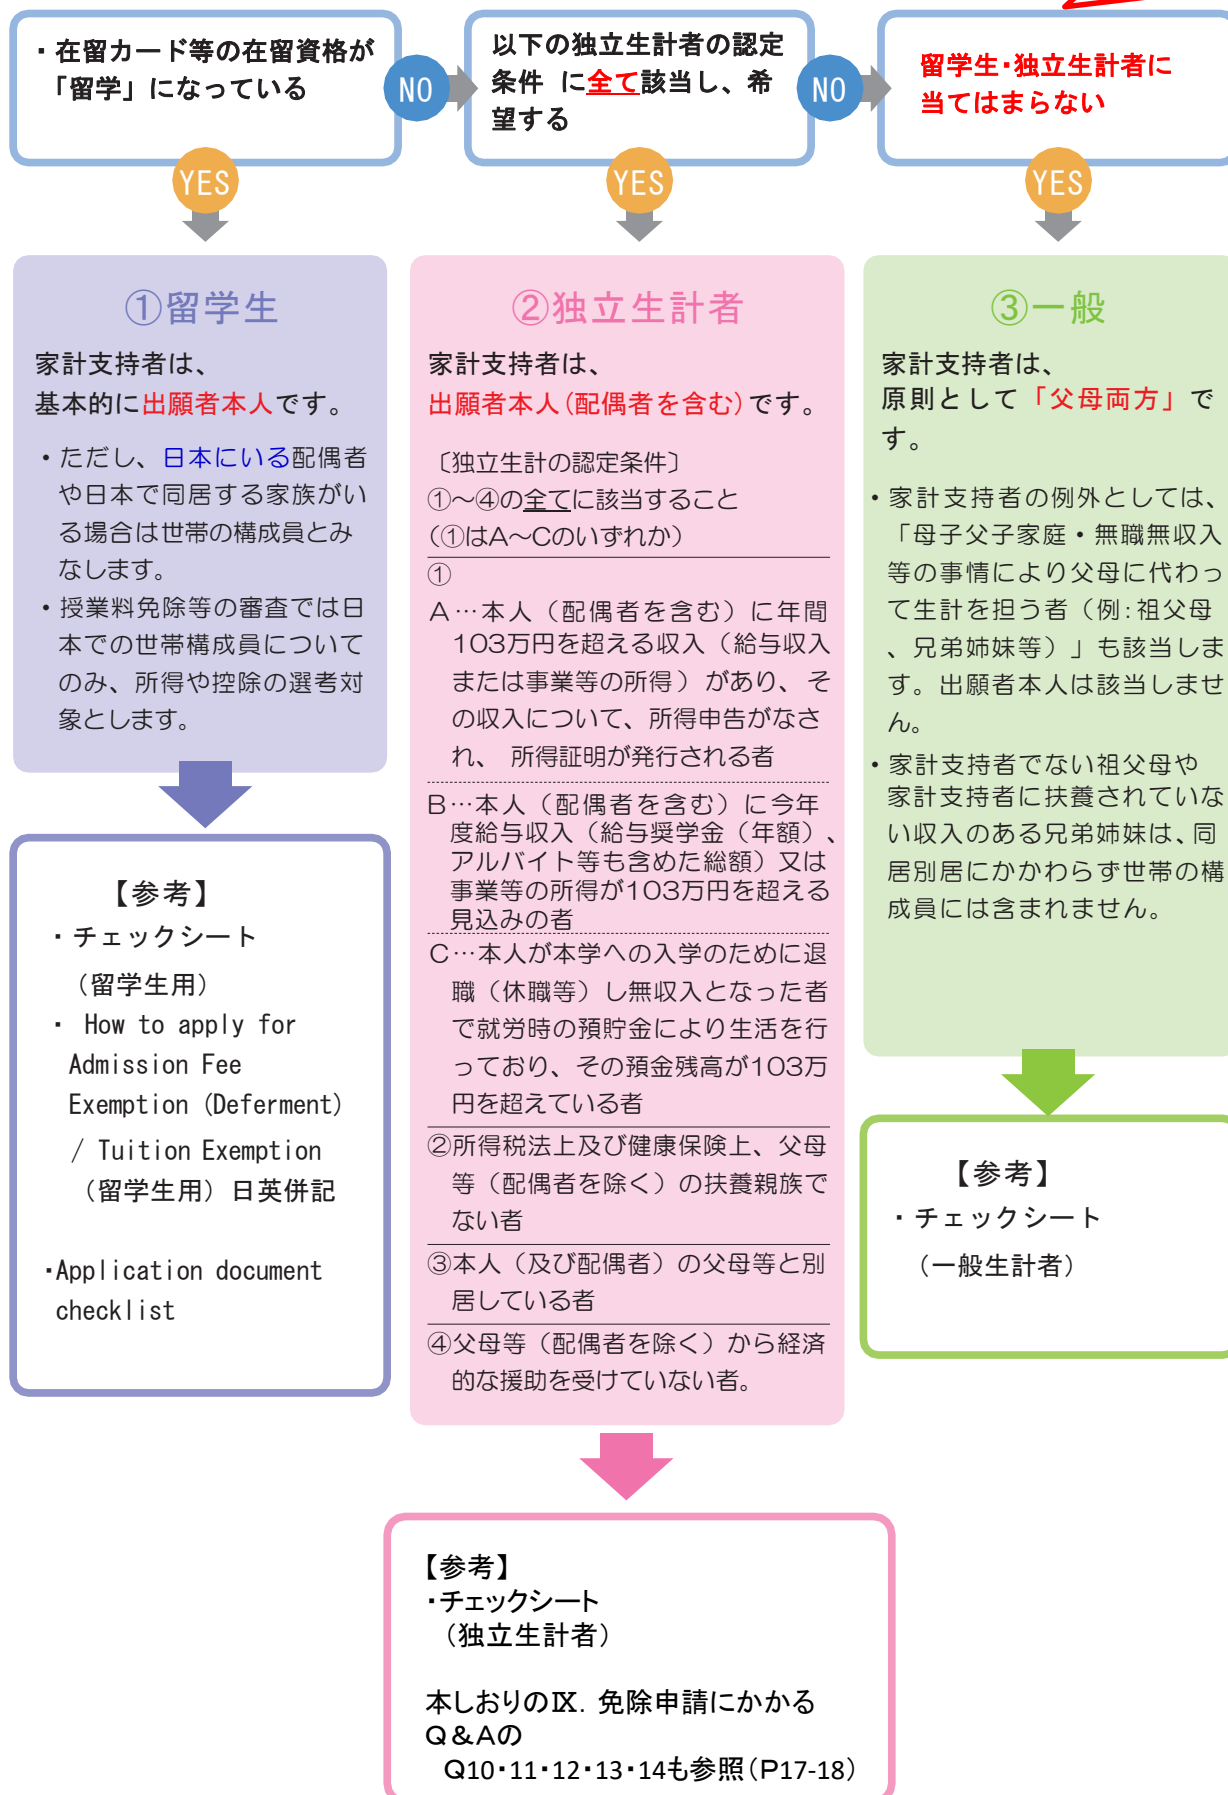 ・在留カード等の在留資格が
「留学」になっている
NO
以下の独立生計者の認定
条件 に全て該当し、希
望する
NO
留学生・独立生計者に
当てはまらない
YES
YES
YES
①留学生
家計支持者は、
基本的に出願者本人です。
・ただし、日本にいる配偶者
や日本で同居する家族がい
る場合は世帯の構成員とみ
なします。
・授業料免除等の審査では日
本での世帯構成員について
のみ、所得や控除の選考対
象とします。
【参考】
・チェックシート
（留学生用）
・ How to apply for
Admission Fee
Exemption (Deferment)
/ Tuition Exemption
（留学生用）日英併記
・Application document
checklist
②独立生計者
家計支持者は、
出願者本人（配偶者を含む）です。
〔独立生計の認定条件〕
①～④の全てに該当すること
（①はA～Cのいずれか）
①
A…本人（配偶者を含む）に年間
103万円を超える収入（給与収入
または事業等の所得）があり、そ
の収入について、所得申告がなさ
れ、 所得証明が発行される者
B…本人（配偶者を含む）に今年
度給与収入（給与奨学金（年額）、
アルバイト等も含めた総額）又は
事業等の所得が103万円を超える
見込みの者
C…本人が本学への入学のために退
職（休職等）し無収入となった者
で就労時の預貯金により生活を行
っており、その預金残高が103万
円を超えている者
②所得税法上及び健康保険上、父母
等（配偶者を除く）の扶養親族で
ない者
③本人（及び配偶者）の父母等と別
居している者
④父母等（配偶者を除く）から経済
的な援助を受けていない者。
【参考】
・チェックシート
（独立生計者）
本しおりのⅨ．免除申請にかかる
Q＆Aの
Q10・11・12・13・14も参照（P17-18）
③一般
家計支持者は、
原則として「父母両方」で
す。
・家計支持者の例外としては、
「母子父子家庭・無職無収入
等の事情により父母に代わっ
て生計を担う者（例：祖父母
、兄弟姉妹等）」も該当しま
す。出願者本人は該当しませ
ん。
・家計支持者でない祖父母や
家計支持者に扶養されていな
い収入のある兄弟姉妹は、同
居別居にかかわらず世帯の構
成員には含まれません。
【参考】
・チェックシート
（一般生計者）